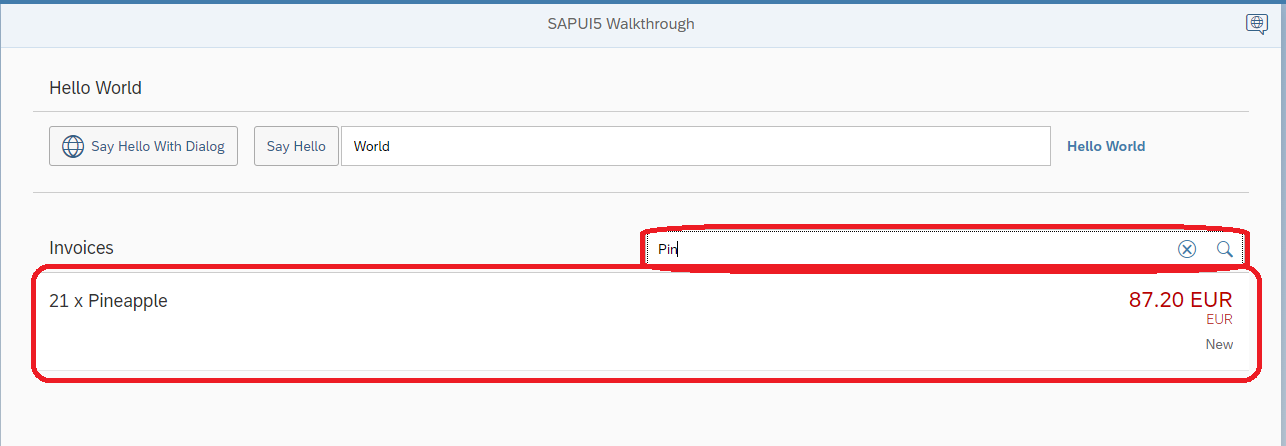 SAPUI5 Walkthrough
Hello World
Say Hello With Dialog Say Hello World Hello World
Invoices Pin
21 x Pineapple 87.20 EUR
EUR
New